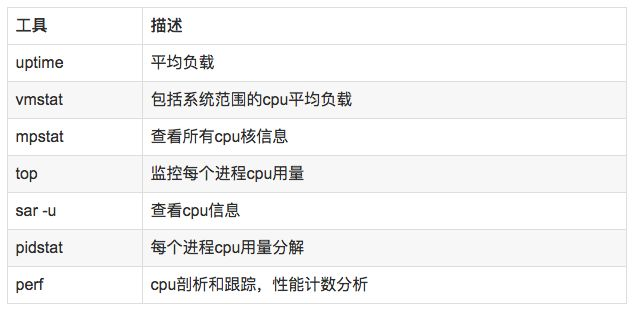 工具 描述
uptime 平均负载
vmstat 包括系统范围的cpu平均负载
mpstat 查看所有cpu核信息
top 监控每个进程cpu用量
sar -u 查看cpu信息
pidstat 每个进程cpu用量分解
perf cpu剖析和跟踪，性能计数分析